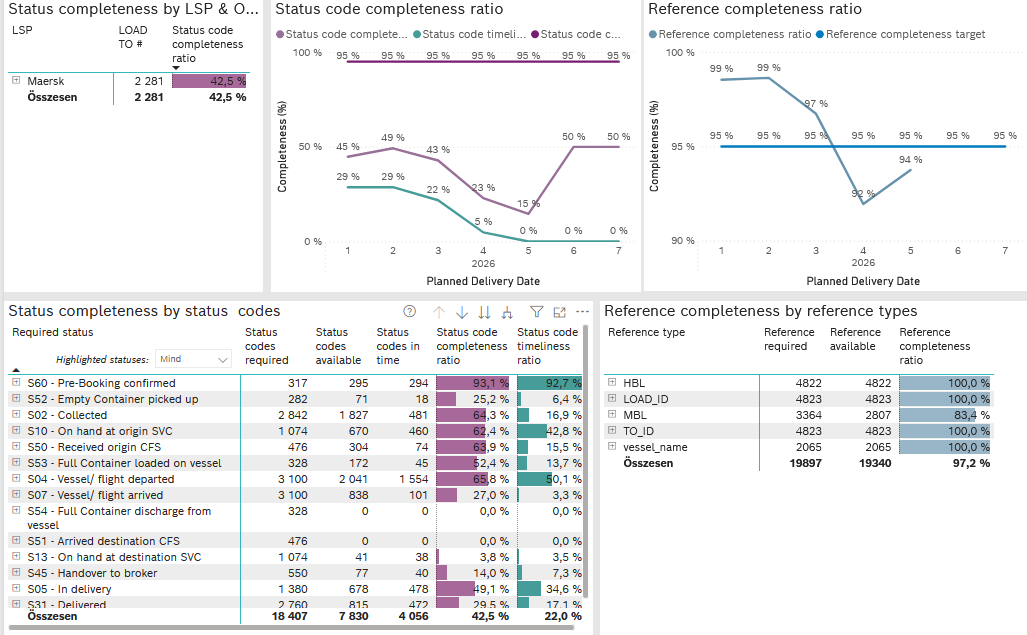 Status completeness by LSP & O...
LSP LOAD TO # Status code completeness ratio
Maersk 2 281 42,5 %
Összesen 2 281 42,5 %
Status code completeness ratio
Status code complete... Status code timeli... Status code c...
Completeness (%)
100 %
50 %
0 %
95 % 95 % 95 % 95 % 95 % 95 % 95 %
45 % 49 % 43 % 23 % 15 % 50 % 50 %
29 % 29 % 22 % 5 % 0 % 0 % 0 %
1 2 3 4 5 6 7
2026
Planned Delivery Date
Reference completeness ratio
Reference completeness ratio Reference completeness target
Completeness (%)
100 %
95 %
90 %
99 % 99 % 97 % 92 % 94 %
95 % 95 % 95 % 95 % 95 % 95 % 95 %
1 2 3 4 5 6 7
2026
Planned Delivery Date
Status completeness by status codes
Required status Status codes required Status codes available Status codes in time Status code completeness ratio Status code timeliness ratio
Highlighted statuses: Mind
S60 - Pre-Booking confirmed 317 295 294 93,1 % 92,7 %
S52 - Empty Container picked up 282 71 18 25,2 % 6,4 %
S02 - Collected 2 842 1 827 481 64,3 % 16,9 %
S10 - On hand at origin SVC 1 074 670 460 62,4 % 42,8 %
S50 - Received origin CFS 476 304 74 63,9 % 15,5 %
S53 - Full Container loaded on vessel 328 172 45 52,4 % 13,7 %
S04 - Vessel/ flight departed 3 100 2 041 1 554 65,8 % 50,1 %
S07 - Vessel/ flight arrived 3 100 838 101 27,0 % 3,3 %
S54 - Full Container discharge from vessel 328 0 0 0,0 % 0,0 %
S51 - Arrived destination CFS 476 0 0 0,0 % 0,0 %
S13 - On hand at destination SVC 1 074 41 38 3,8 % 3,5 %
S45 - Handover to broker 550 77 40 14,0 % 7,3 %
S05 - In delivery 1 380 678 478 49,1 % 34,6 %
S31 - Delivered 2 760 815 472 29,5 % 17,1 %
Összesen 18 407 7 830 4 056 42,5 % 22,0 %
Reference completeness by reference types
Reference type Reference required Reference available Reference completeness ratio
HBL 4822 4822 100,0 %
LOAD_ID 4823 4823 100,0 %
MBL 3364 2807 83,4 %
TO_ID 4823 4823 100,0 %
vessel_name 2065 2065 100,0 %
Összesen 19897 19340 97,2 %